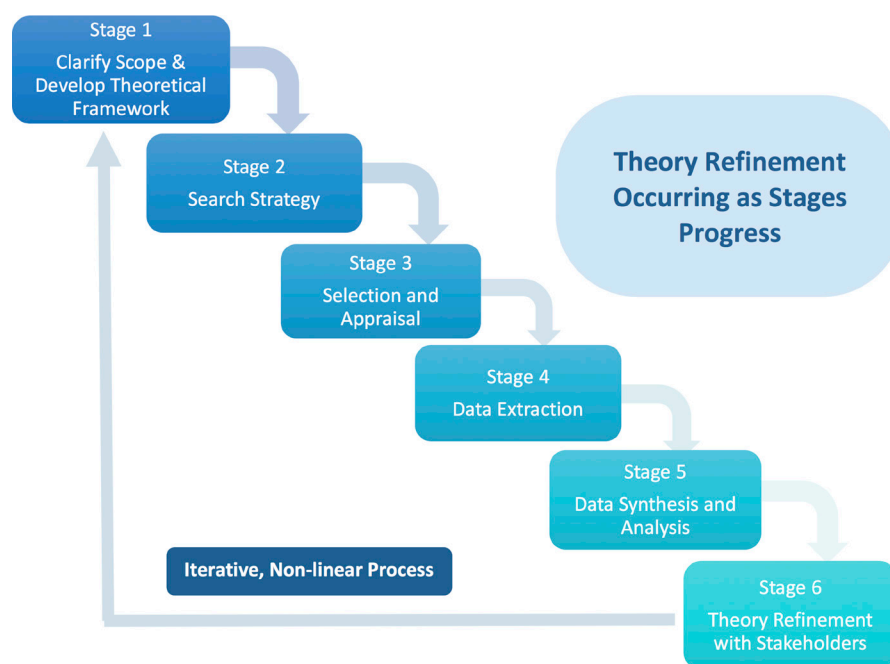 Stage 1
Clarify Scope &
Develop Theoretical
Framework
Stage 2
Search Strategy
Theory Refinement
Occurring as Stages
Progress
Stage 3
Selection and
Appraisal
Stage 4
Data Extraction
Stage 5
Data Synthesis and
Analysis
Iterative, Non-linear Process
Stage 6
Theory Refinement
with Stakeholders